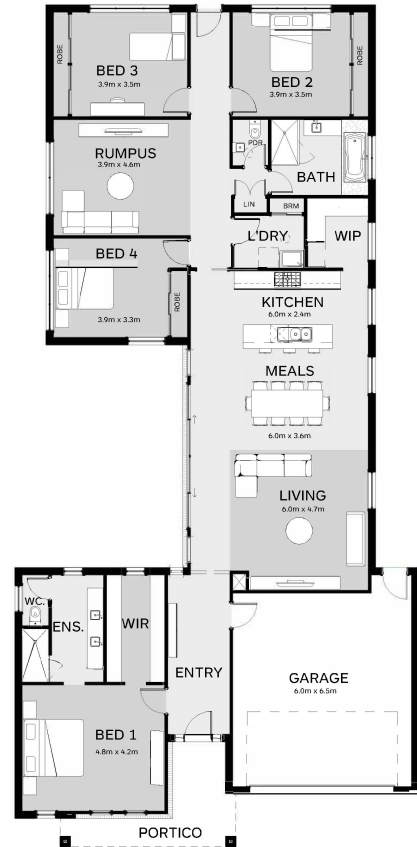 ROBE
BED 3
3.9m x 3.5m
BED 2
3.9m x 3.5m
ROBE
RUMPUS
3.9m x 4.6m
PDR
BATH
LIN
BRM
L'DRY
WIP
BED 4
3.9m x 3.3m
ROBE
KITCHEN
6.0m x 2.4m
MEALS
6.0m x 3.6m
LIVING
6.0m x 4.7m
WC.
ENS.
WIR
ENTRY
GARAGE
6.0m x 6.5m
BED 1
4.8m x 4.2m
PORTICO